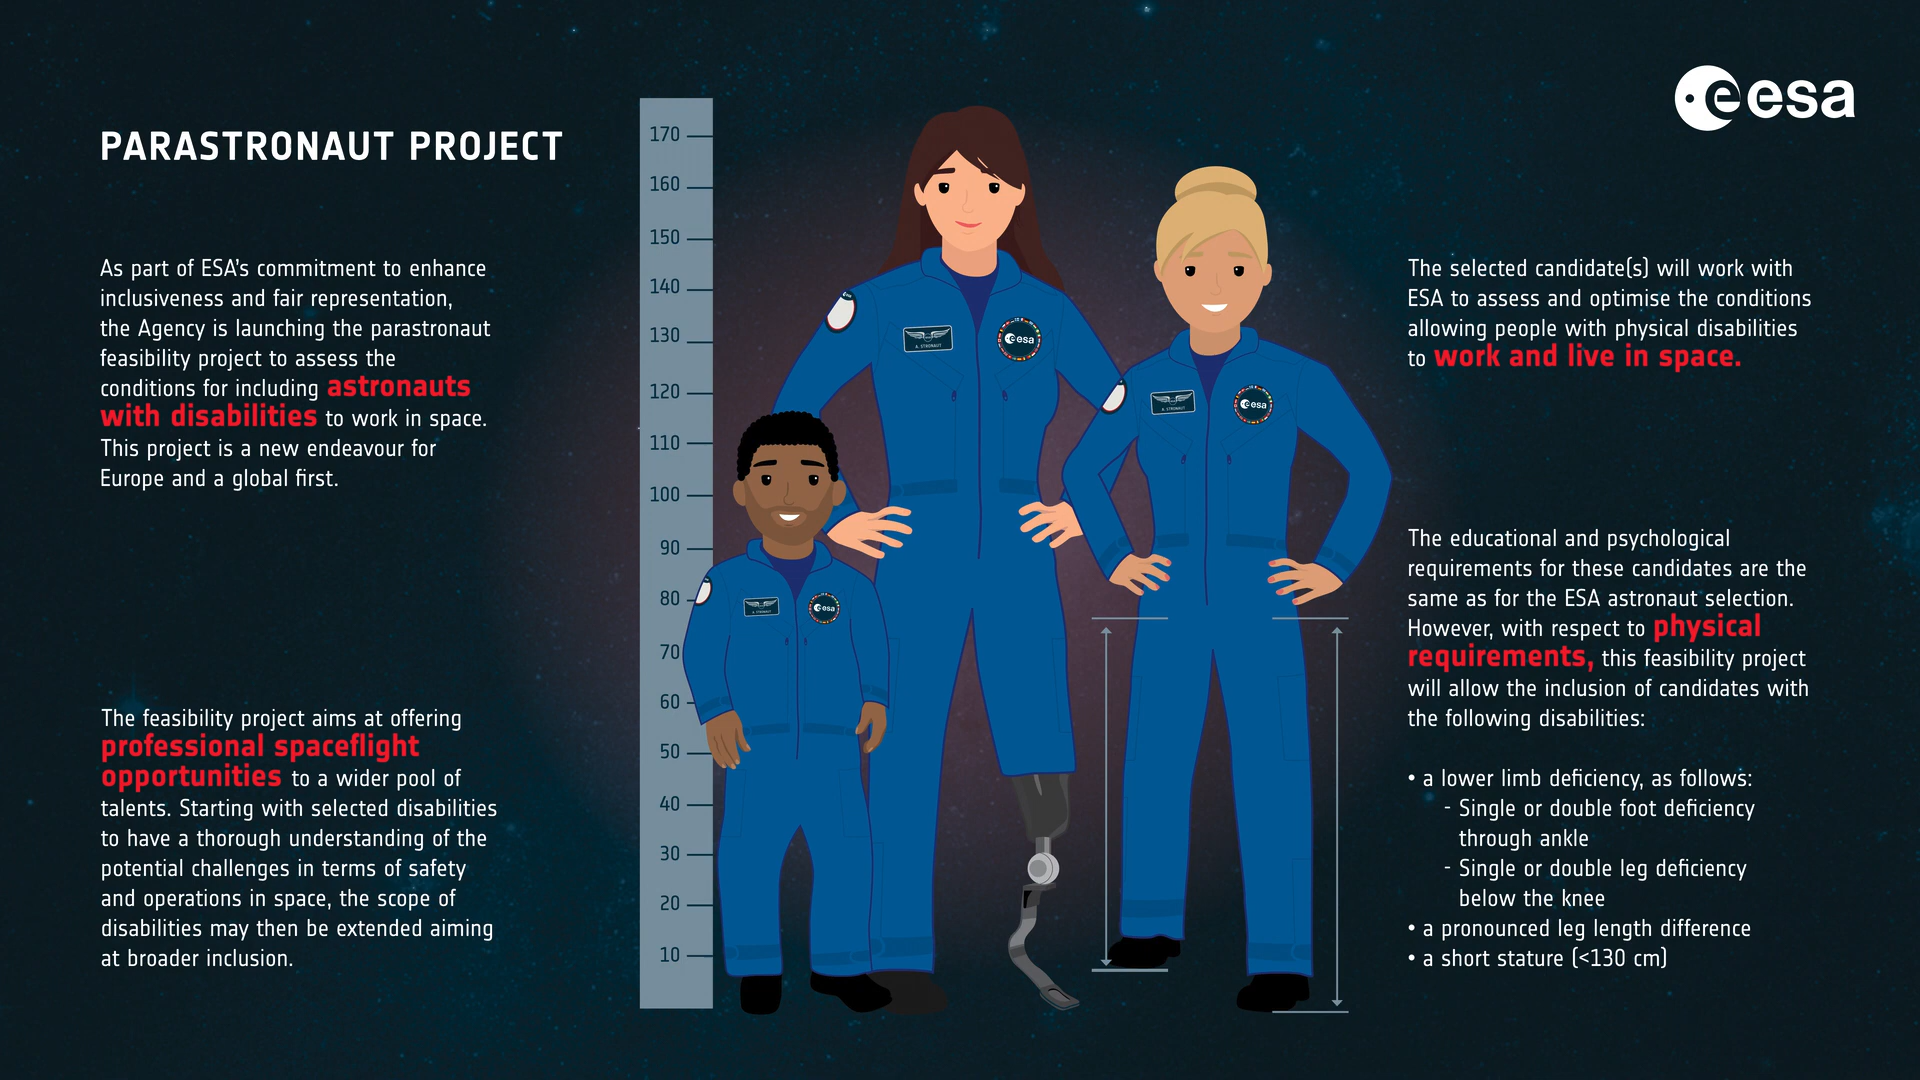 PARASTRONAUT PROJECT
As part of ESA's commitment to enhance
inclusiveness and fair representation,
the Agency is launching the parastronaut
feasibility project to assess the
conditions for including astronauts
with disabilities to work in space.
This project is a new endeavour for
Europe and a global first.
The feasibility project aims at offering
professional spaceflight
opportunities to a wider pool of
talents. Starting with selected disabilities
to have a thorough understanding of the
potential challenges in terms of safety
and operations in space, the scope of
disabilities may then be extended aiming
at broader inclusion.
170
160
150
140
130
120
110
100
90
80
70
60
50
40
30
20
10
A. STRONAUT
esa
A. STRONAUT
esa
A. STRONAUT
esa
esa
The selected candidate(s) will work with
ESA to assess and optimise the conditions
allowing people with physical disabilities
to work and live in space.
The educational and psychological
requirements for these candidates are the
same as for the ESA astronaut selection.
However, with respect to physical
requirements, this feasibility project
will allow the inclusion of candidates with
the following disabilities:
• a lower limb deficiency, as follows:
- Single or double foot deficiency
through ankle
- Single or double leg deficiency
below the knee
• a pronounced leg length difference
• a short stature (<130 cm)